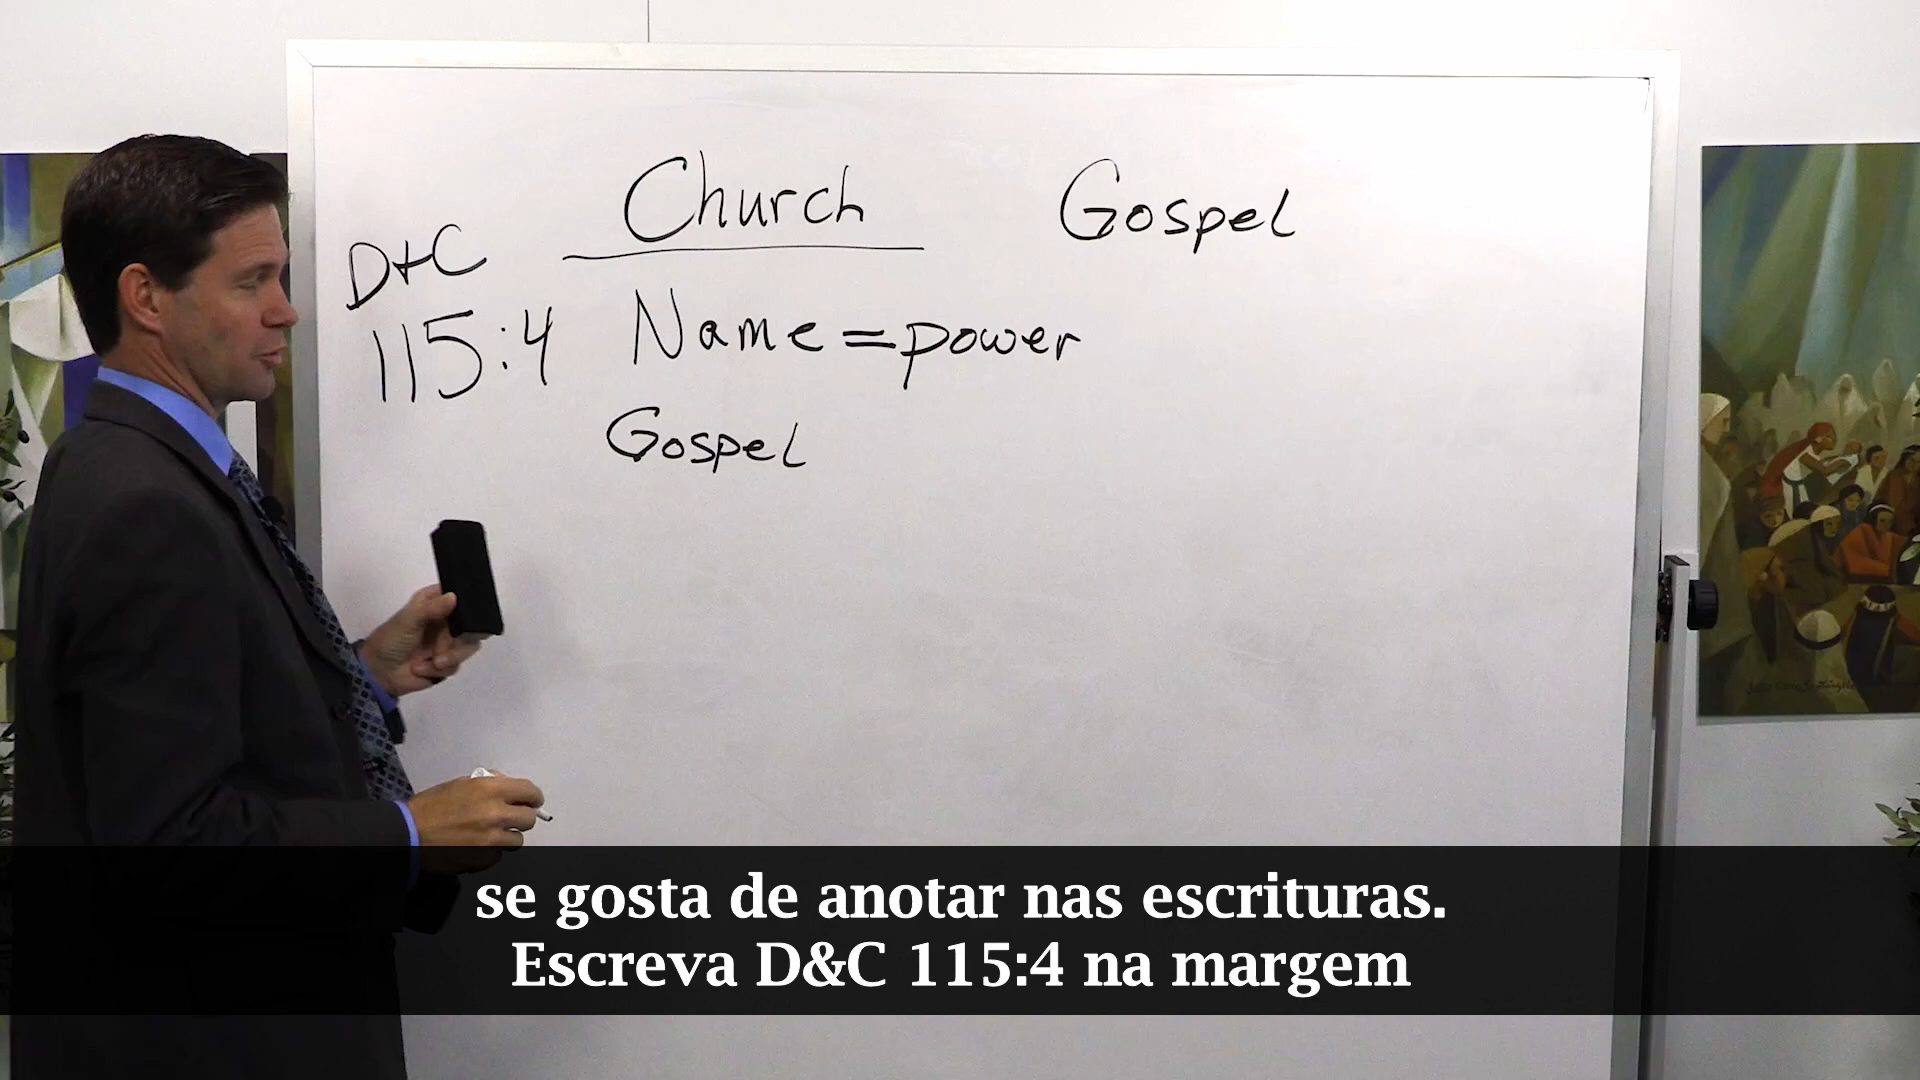 Church
Gospel
D+C
115:4
Name = power
Gospel
se gosta de anotar nas escrituras.
Escreva D&C 115:4 na margem